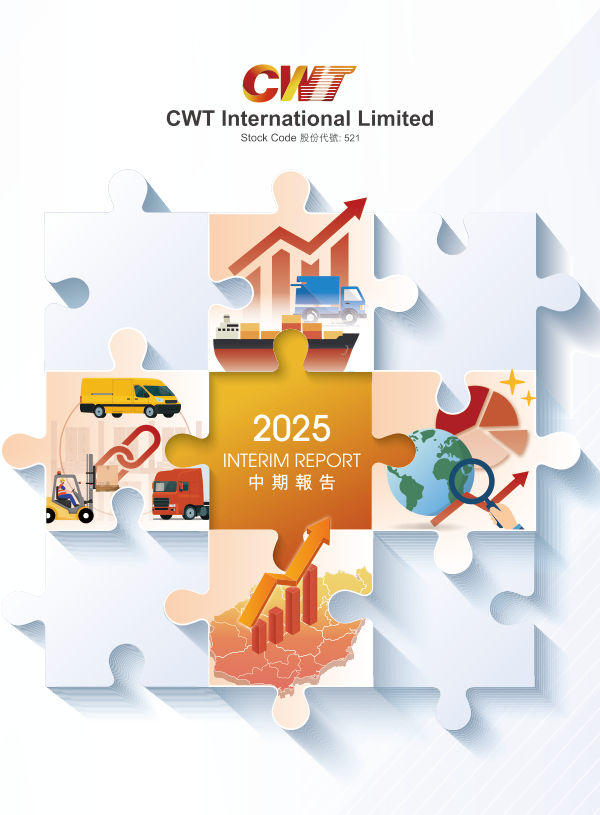 CWT
CWT International Limited
Stock Code 股份代號: 521
2025
INTERIM REPORT
中期報告